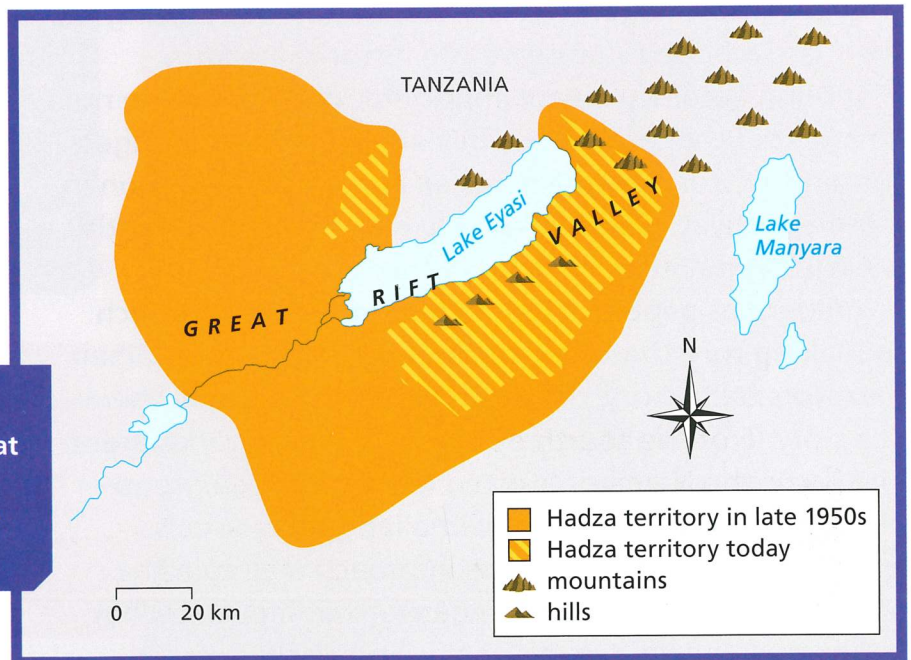 TANZANIA
Lake Eyasi
GREAT RIFT VALLEY
Lake
Manyara
N
at
Hadza territory in late 1950s
Hadza territory today
mountains
hills
0 20 km